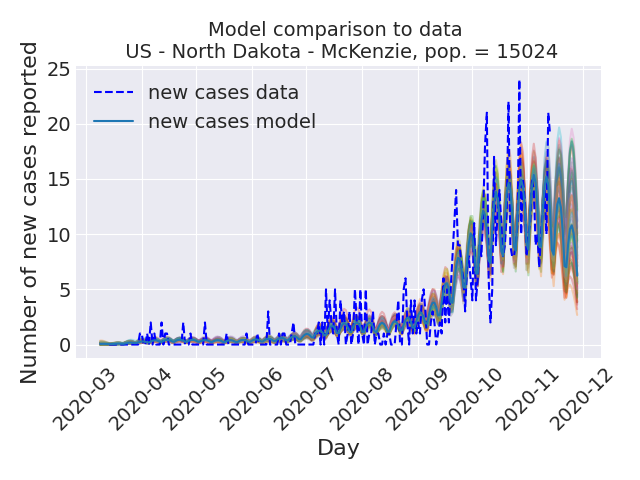 Model comparison to data
US - North Dakota - McKenzie, pop. = 15024
Number of new cases reported
25
20
15
10
5
0
new cases data
new cases model
2020-03
2020-04
2020-05
2020-06
2020-07
2020-08
2020-09
2020-10
2020-11
2020-12
Day